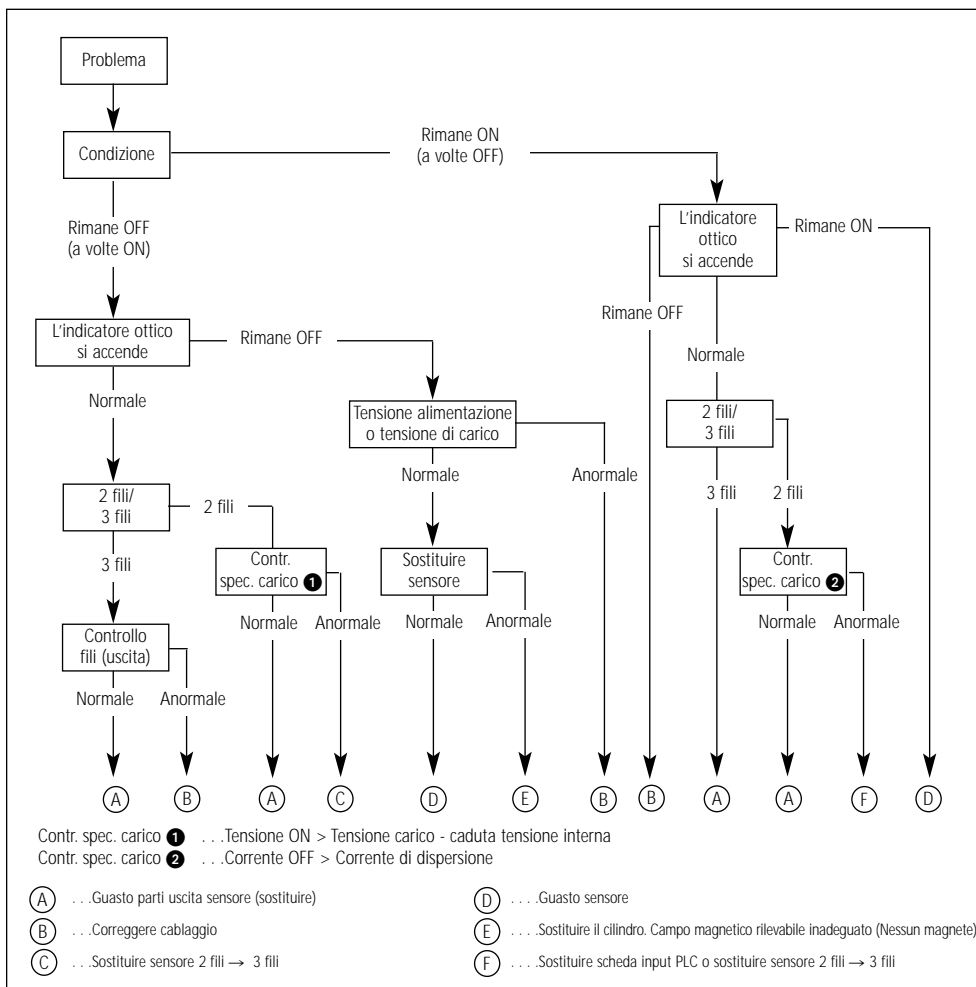 Problema
Condizione
Rimane ON
(a volte OFF)
Rimane OFF
(a volte ON)
L'indicatore
ottico
si accende
Rimane ON
Rimane OFF
L'indicatore ottico
si accende
Rimane OFF
Normale
Normale
Tensione alimentazione
o tensione di carico
2 fili/
3 fili
Normale
Anormale
3 fili
2 fili
2 fili/
3 fili
2 fili
3 fili
Contr.
spec. carico ❶
Sostituire
sensore
Contr.
spec. carico ❷
Normale
Anormale
Normale
Anormale
Normale
Anormale
Controllo
fili (uscita)
Normale
Anormale
A B A C D E B B A A F D
Contr. spec. carico ❶ . . .Tensione ON > Tensione carico - caduta tensione interna
Contr. spec. carico ❷ . . .Corrente OFF > Corrente di dispersione
A . . .Guasto parti uscita sensore (sostituire)
B . . .Correggere cablaggio
C . . .Sostituire sensore 2 fili → 3 fili
D . . . .Guasto sensore
E . . . .Sostituire il cilindro. Campo magnetico rilevabile inadeguato (Nessun magnete)
F . . . .Sostituire scheda input PLC o sostituire sensore 2 fili → 3 fili